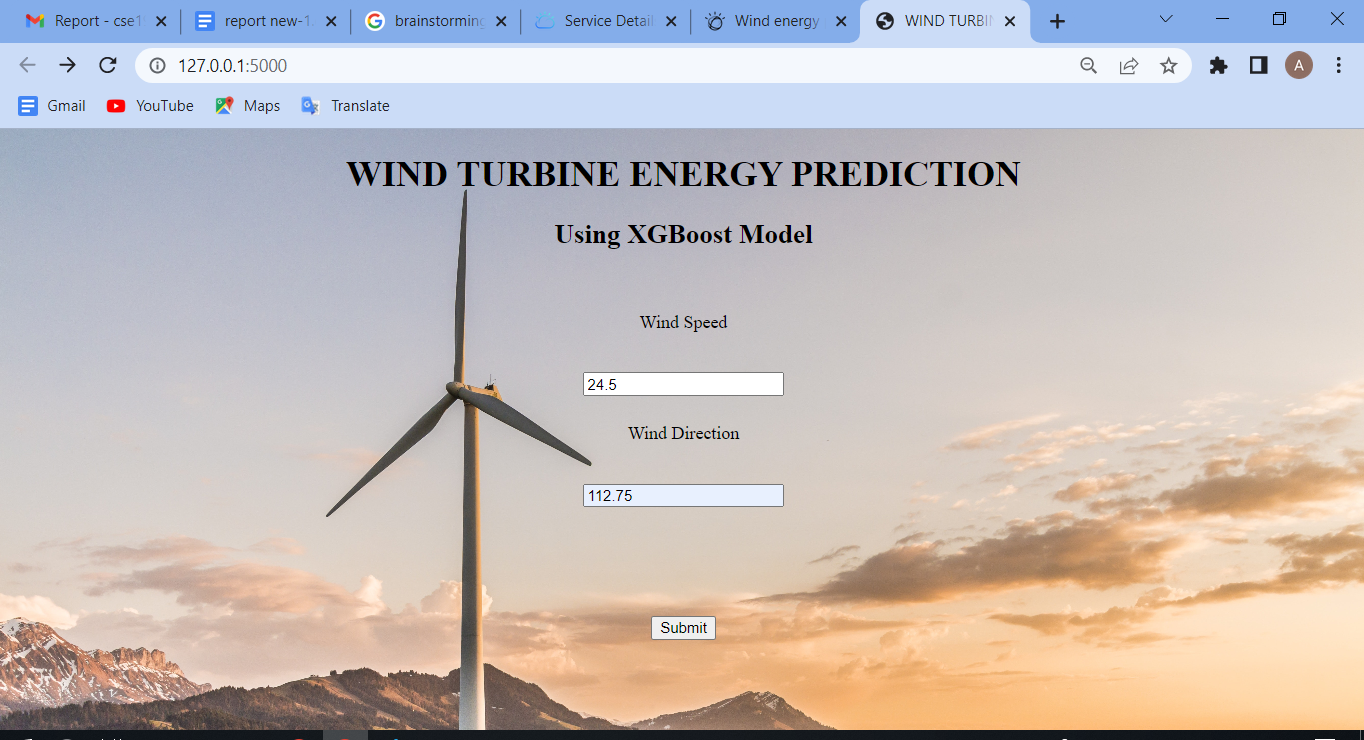 Report - cse1
report new-1.
brainstorming
Service Detail
Wind energy
WIND TURBIN
127.0.0.1:5000
A
Gmail
YouTube
Maps
Translate
WIND TURBINE ENERGY PREDICTION
Using XGBoost Model
Wind Speed
24.5
Wind Direction
112.75
Submit